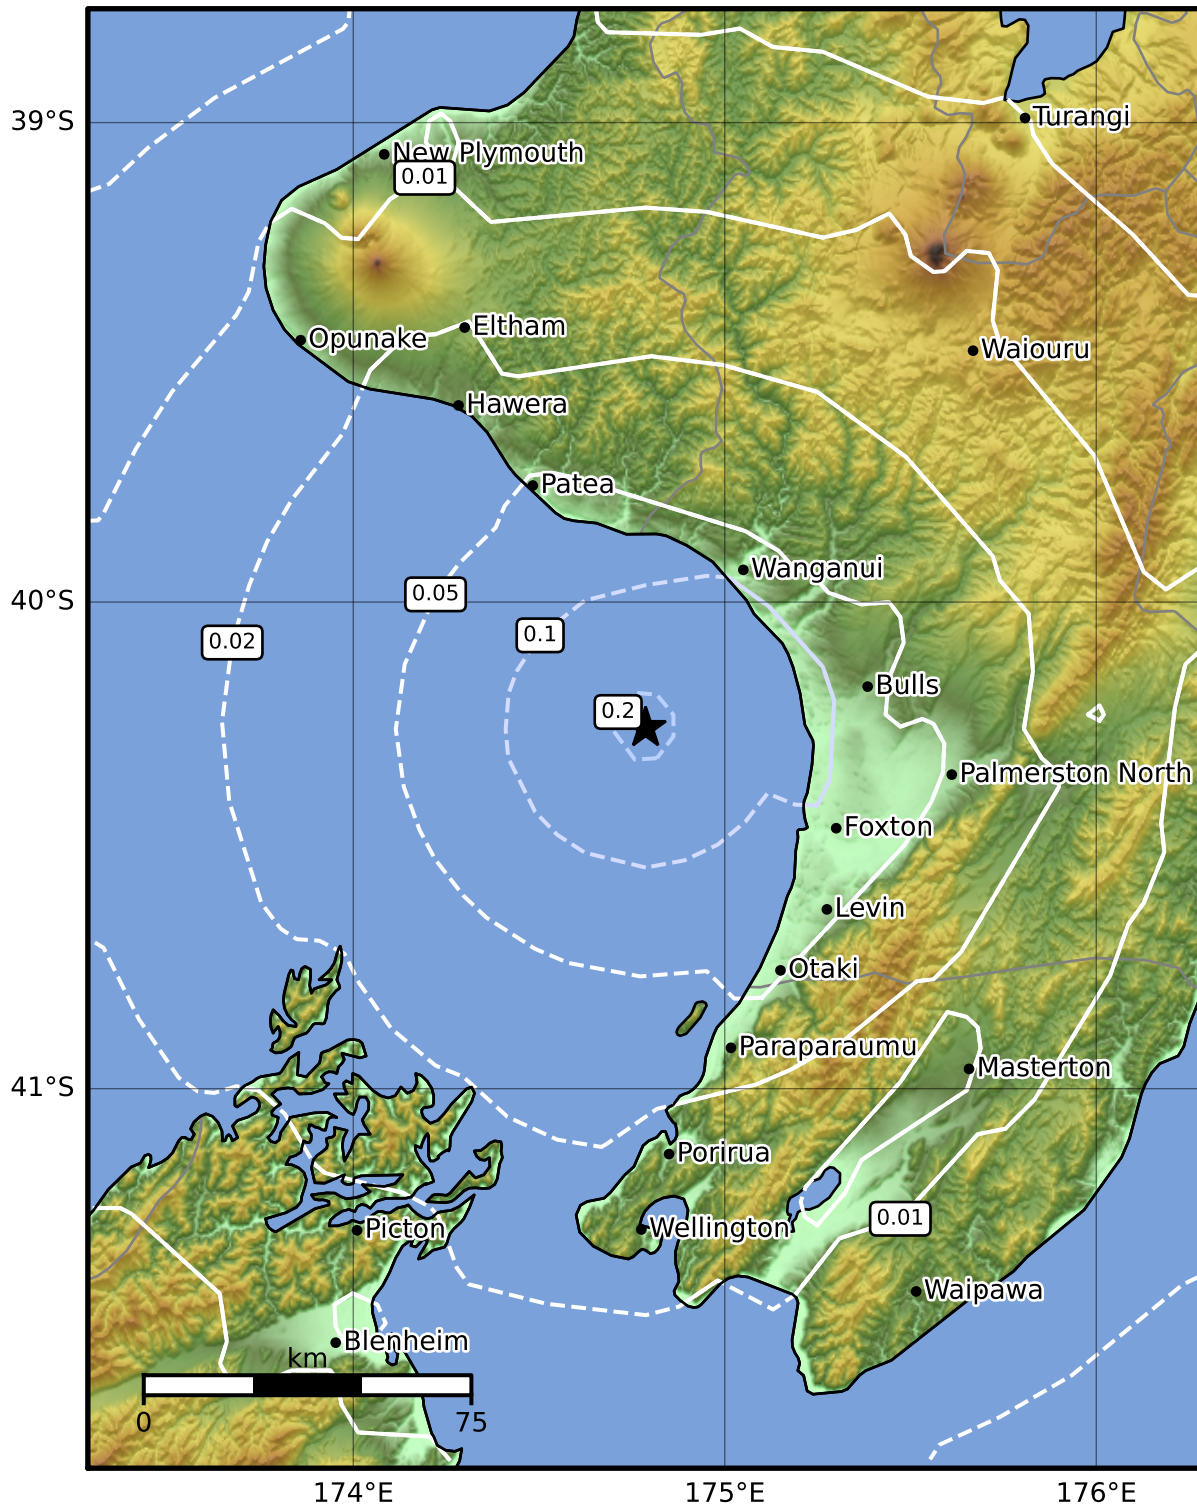 39°S
Turangi
New Plymouth
0.01
Opunake
Eltham
Waiouru
Hawera
Patea
Wanganui
40°S
0.05
0.1
0.02
Bulls
0.2
Palmerston North
Foxton
Levin
Otaki
Paraparaumu
Masterton
41°S
Porirua
Wellington
0.01
Picton
Waipawa
Blenheim
km
0 75
174°E 175°E 176°E